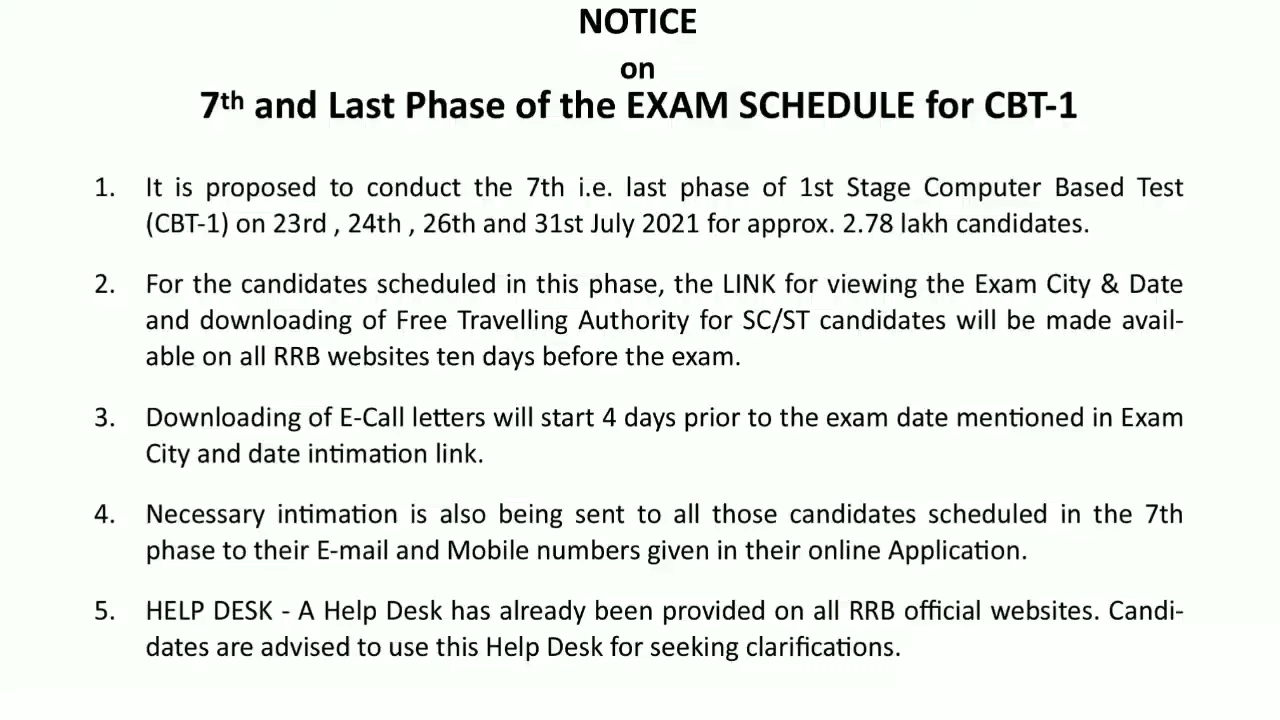 NOTICE
on
7th and Last Phase of the EXAM SCHEDULE for CBT-1
1. It is proposed to conduct the 7th i.e. last phase of 1st Stage Computer Based Test
(CBT-1) on 23rd , 24th , 26th and 31st July 2021 for approx. 2.78 lakh candidates.
2. For the candidates scheduled in this phase, the LINK for viewing the Exam City & Date
and downloading of Free Travelling Authority for SC/ST candidates will be made avail-
able on all RRB websites ten days before the exam.
3. Downloading of E-Call letters will start 4 days prior to the exam date mentioned in Exam
City and date intimation link.
4. Necessary intimation is also being sent to all those candidates scheduled in the 7th
phase to their E-mail and Mobile numbers given in their online Application.
5. HELP DESK - A Help Desk has already been provided on all RRB official websites. Candi-
dates are advised to use this Help Desk for seeking clarifications.